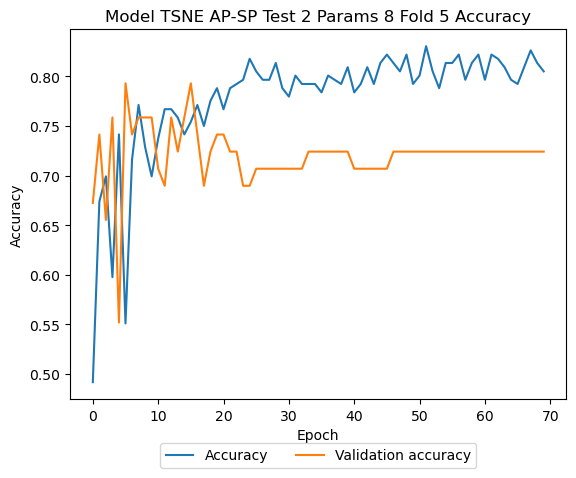 Model TSNE AP-SP Test 2 Params 8 Fold 5 Accuracy
0.80
0.75
0.70
0.65
0.60
0.55
0.50
Accuracy
0 10 20 30 40 50 60 70
Epoch
Accuracy Validation accuracy